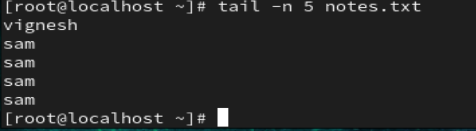 [root@localhost ~]# tail -n 5 notes.txt
vignesh
sam
sam
sam
sam
[root@localhost ~]#